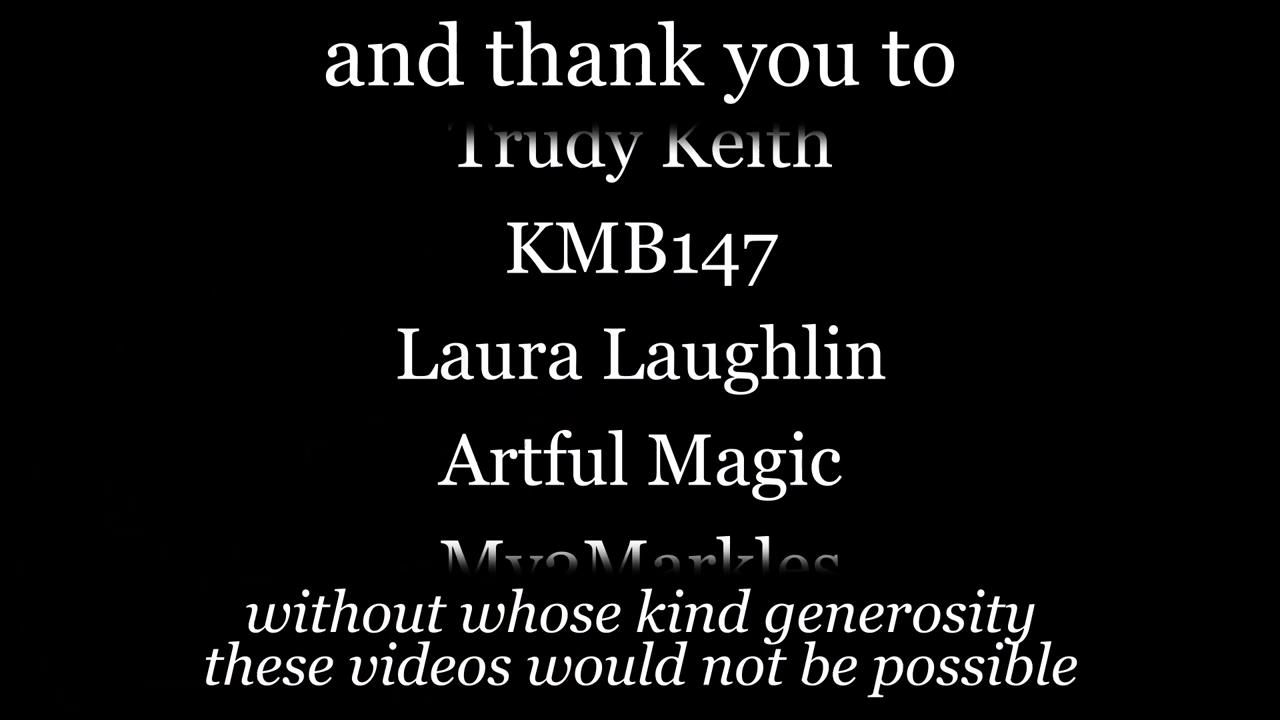 and thank you to
Trudy Keith
KMB147
Laura Laughlin
Artful Magic
without whose kind generosity
these videos would not be possible